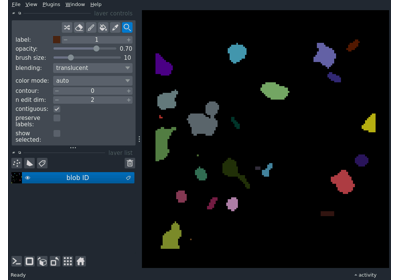 File View Plugins Window Help
layer controls
label: 1
opacity: 0.70
brush size: 10
blending: translucent
color mode: auto
contour: 0
n edit dim: 2
contiguous:
preserve
labels:
show
selected:
layer list
blob ID
Ready
activity